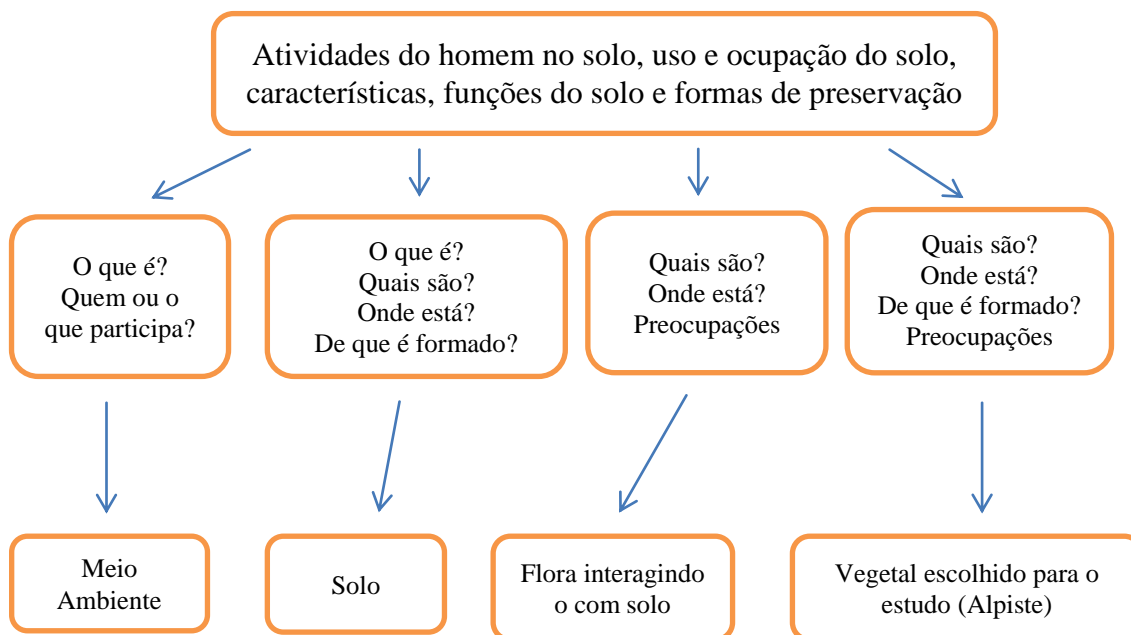 Atividades do homem no solo, uso e ocupação do solo,
características, funções do solo e formas de preservação
O que é?
Quem ou o
que participa?
O que é?
Quais são?
Onde está?
De que é formado?
Quais são?
Onde está?
Preocupações
Quais são?
Onde está?
De que é formado?
Preocupações
Meio
Ambiente
Solo
Flora interagindo
o com solo
Vegetal escolhido para o
estudo (Alpiste)